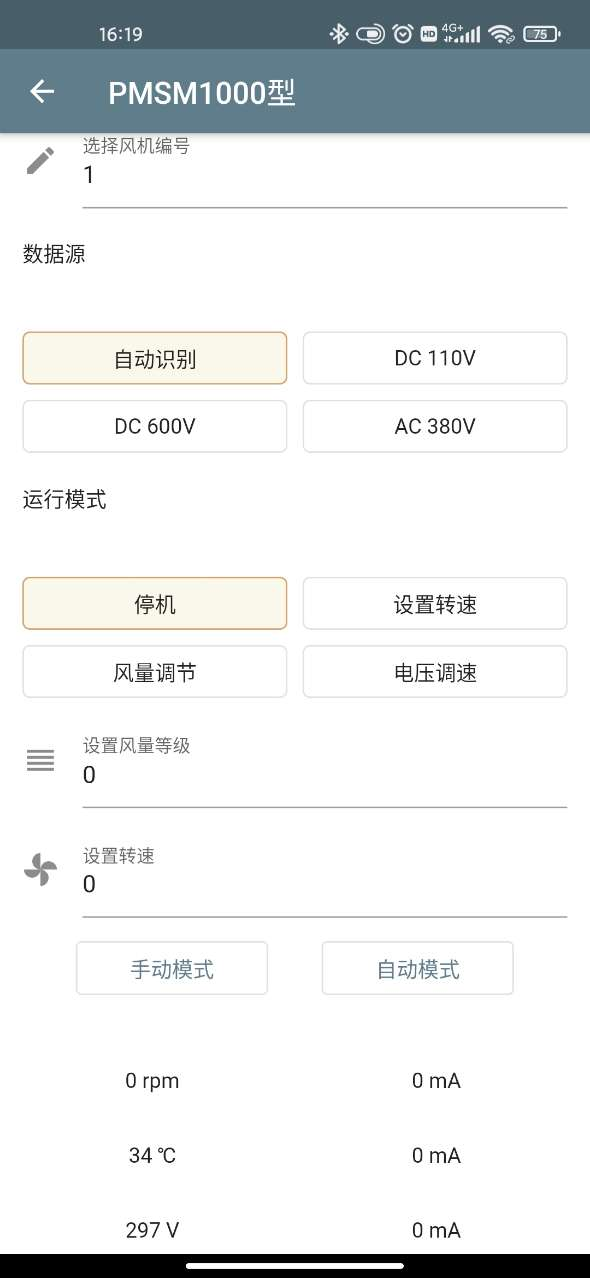 16:19 HD 4G+ 75
PMSM1000型
选择风机编号
1
数据源
自动识别 DC 110V
DC 600V AC 380V
运行模式
停机 设置转速
风量调节 电压调速
设置风量等级
0
设置转速
0
手动模式 自动模式
0 rpm 0 mA
34 ℃ 0 mA
297 V 0 mA